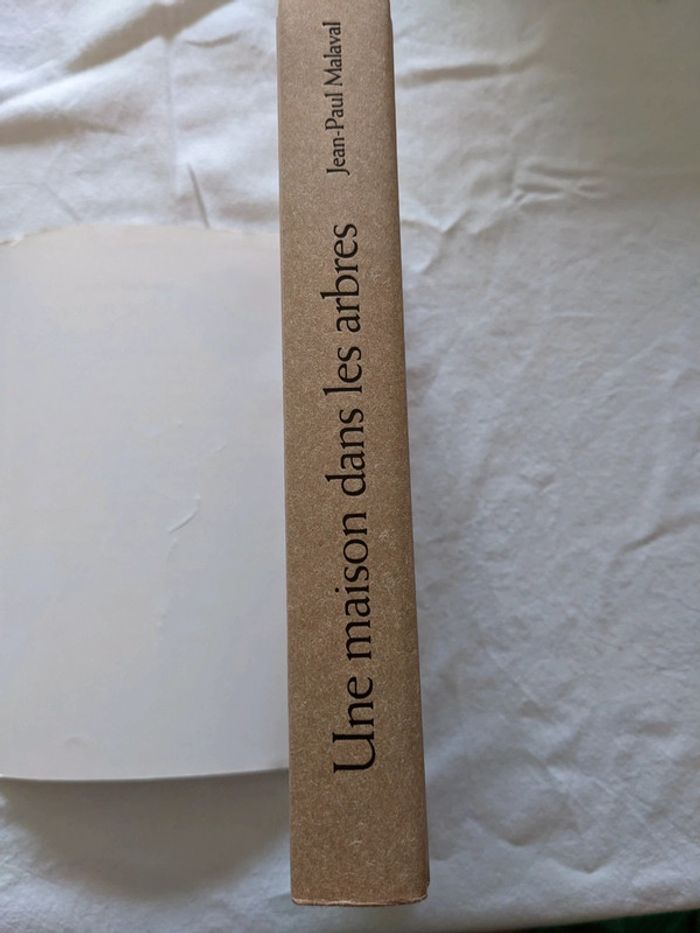 Une maison dans les arbres
Jean-Paul Malaval